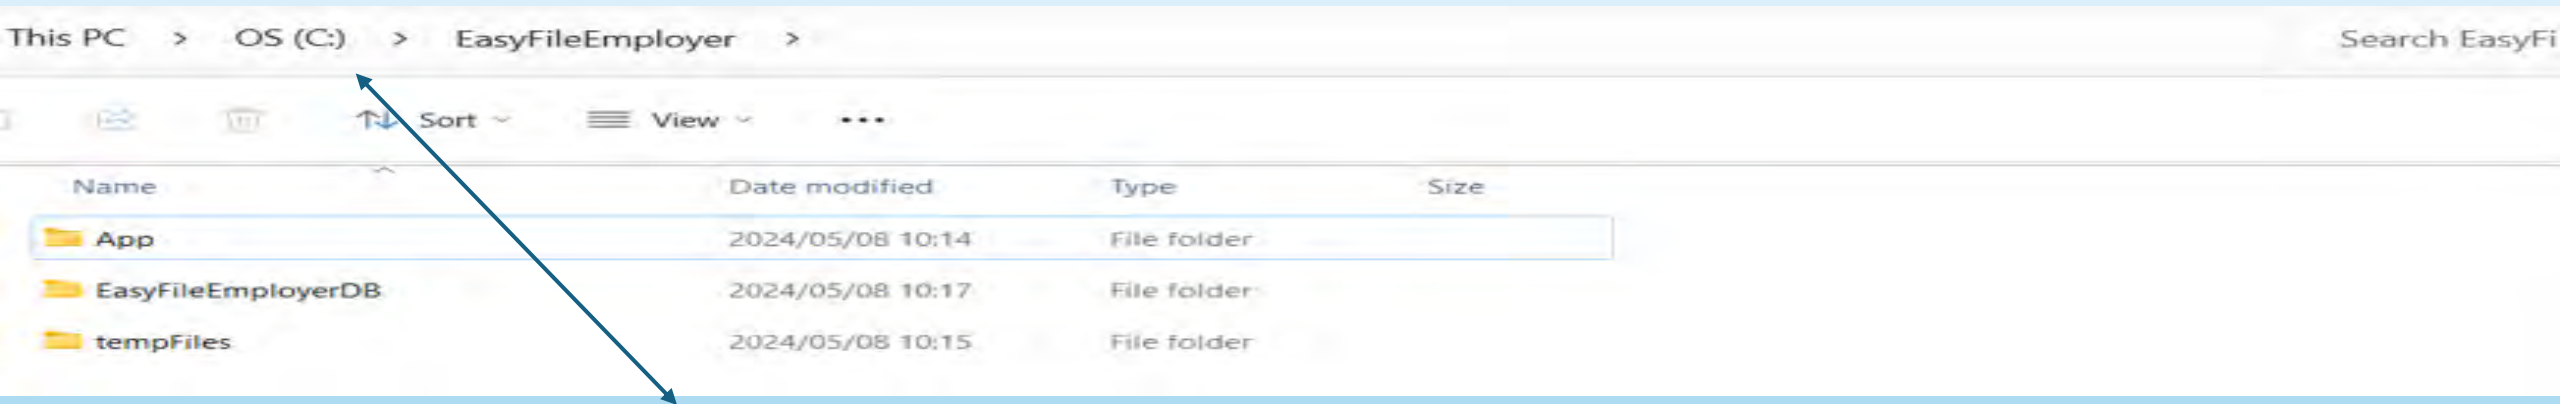 This PC > OS (C:) > EasyFileEmployer > Search EasyFi
Sort View ...
Name Date modified Type Size
App 2024/05/08 10:14 File folder
EasyFileEmployerDB 2024/05/08 10:17 File folder
tempFiles 2024/05/08 10:15 File folder